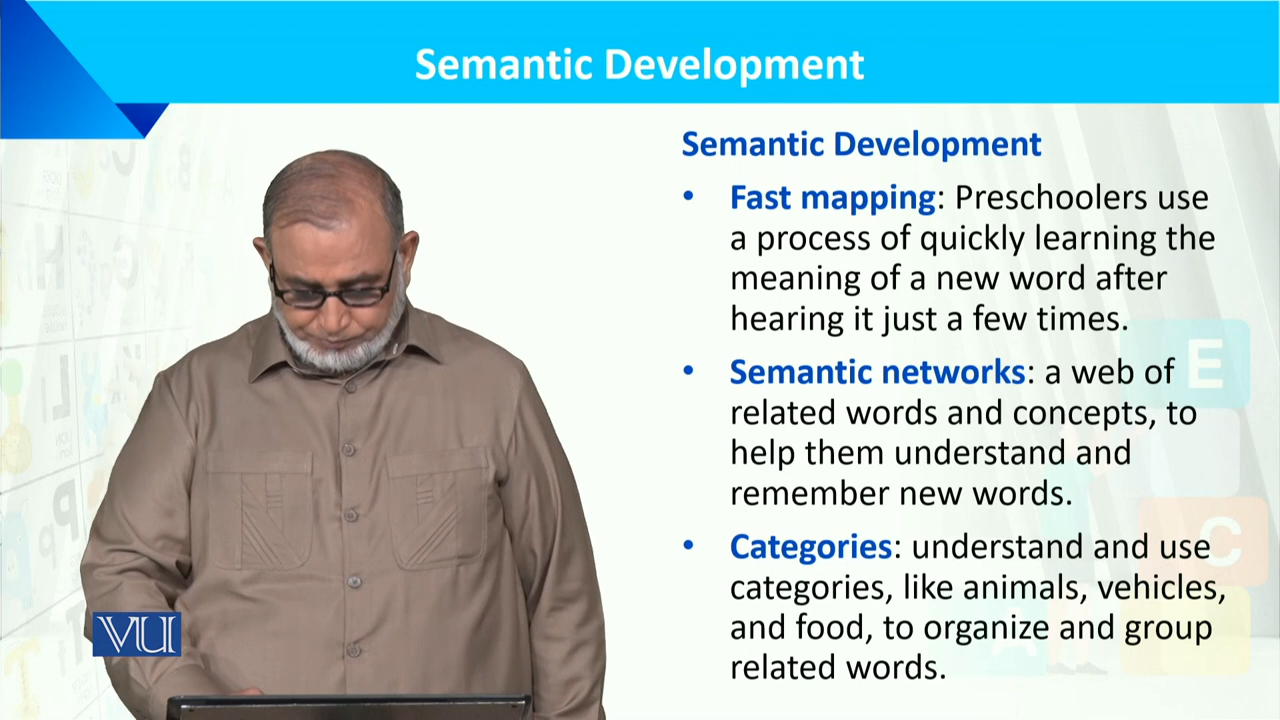 Semantic Development
Semantic Development
• Fast mapping: Preschoolers use
a process of quickly learning the
meaning of a new word after
hearing it just a few times.
• Semantic networks: a web of
related words and concepts, to
help them understand and
remember new words.
• Categories: understand and use
categories, like animals, vehicles,
and food, to organize and group
related words.
VU
E
C
A